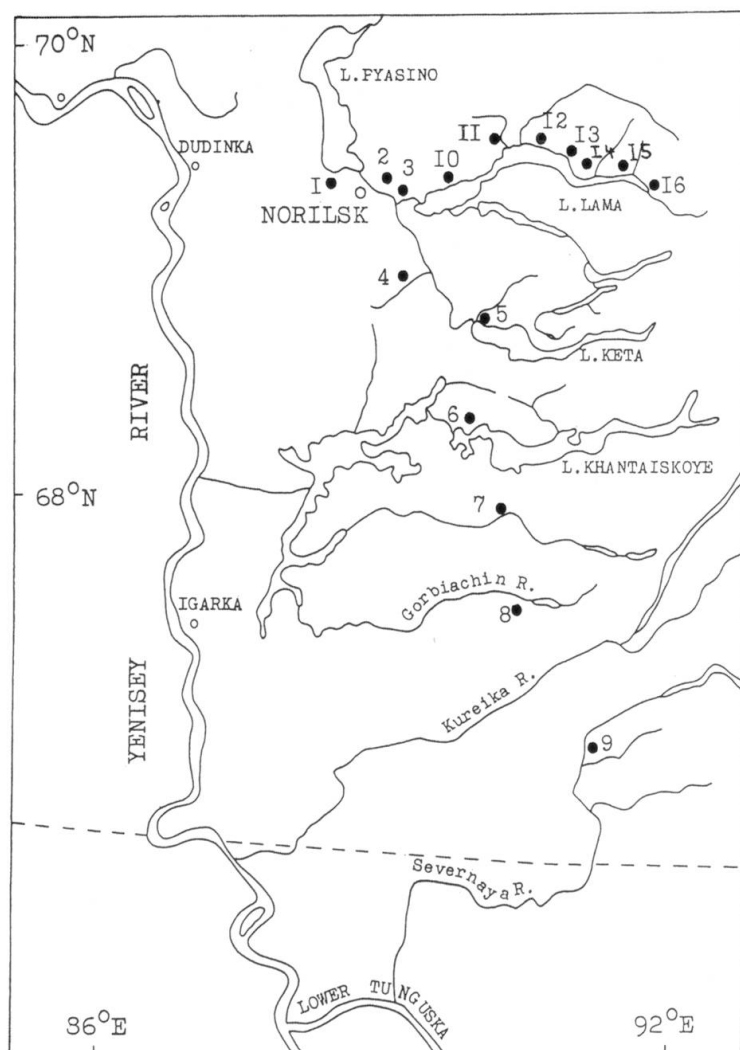 70°N
L.PYASINO
DUDINKA
I
2
3
IO
II
I2
I3
I4
I5
I6
NORILSK
L.LAMA
4
5
L.KETA
RIVER
6
L.KHANTAISKOYE
68°N
7
Gorbiachin R.
8
IGARKA
Kureika R.
YENISEY
9
Severnaya R.
LOWER TUNGUSKA
86°E
92°E